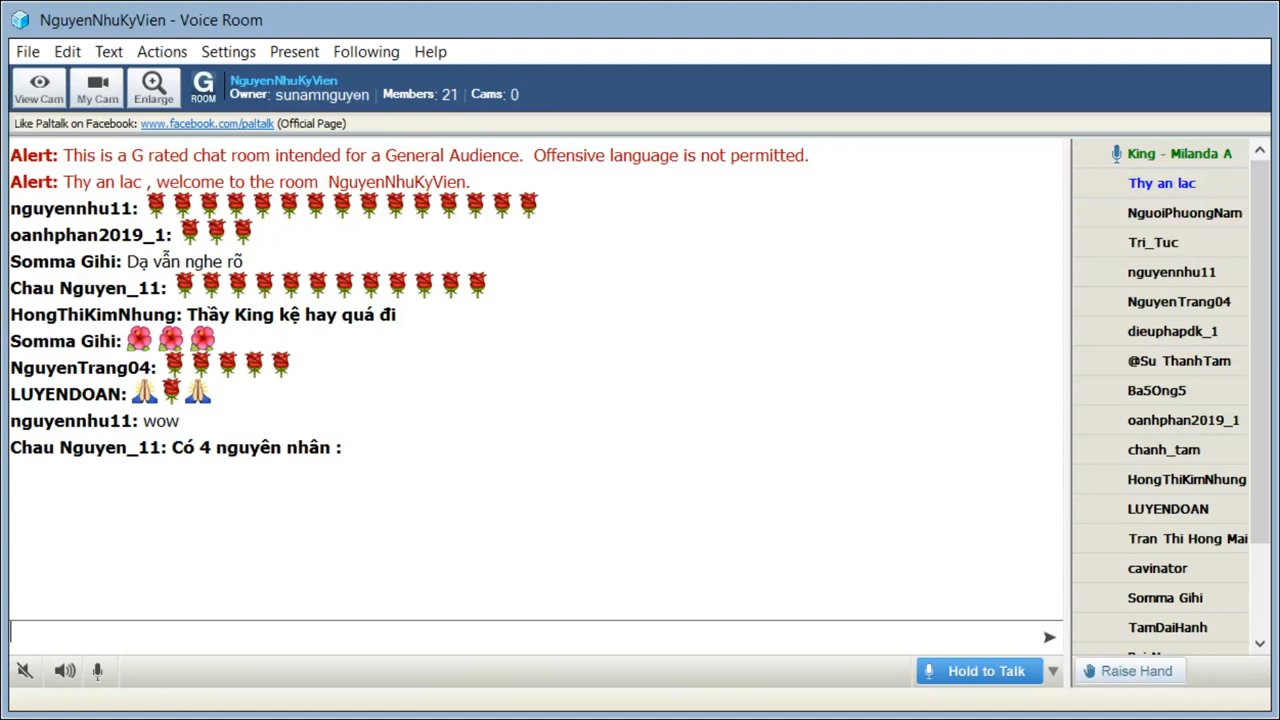 NguyenNhuKyVien - Voice Room
File Edit Text Actions Settings Present Following Help
View Cam My Cam Enlarge G ROOM
NguyenNhuKyVien
Owner: sunamnguyen | Members: 21 | Cams: 0
Like Paltalk on Facebook: www.facebook.com/paltalk (Official Page)
Alert: This is a G rated chat room intended for a General Audience. Offensive language is not permitted.
Alert: Thy an lac , welcome to the room NguyenNhuKyVien.
nguyennhu11:
oanhphan2019_1:
Somma Gihi: Dạ vẫn nghe rõ
Chau Nguyen_11:
HongThiKimNhung: Thầy King kệ hay quá đi
Somma Gihi:
NguyenTrang04:
LUYENDOAN:
nguyennhu11: wow
Chau Nguyen_11: Có 4 nguyên nhân :
King - Milanda A
Thy an lac
NguoiPhuongNam
Tri_Tuc
nguyennhu11
NguyenTrang04
dieuphapdk_1
@Su ThanhTam
Ba5Ong5
oanhphan2019_1
chanh_tam
HongThiKimNhung
LUYENDOAN
Tran Thi Hong Mai
cavinator
Somma Gihi
TamDaiHanh
Hold to Talk
Raise Hand